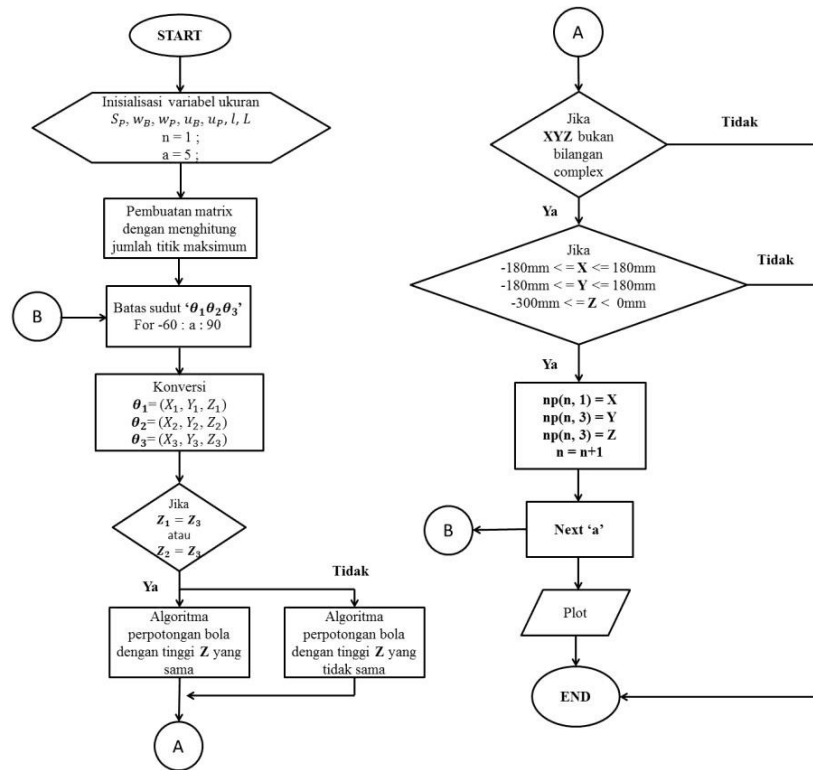 START
Inisialisasi variabel ukuran
S_P, w_B, w_P, u_B, u_P, l, L
n = 1 ;
a = 5 ;
Pembuatan matrix
dengan menghitung
jumlah titik maksimum
B
Batas sudut ‘θ₁θ₂θ₃’
For -60 : a : 90
Konversi
θ₁= (X₁, Y₁, Z₁)
θ₂= (X₂, Y₂, Z₂)
θ₃= (X₃, Y₃, Z₃)
Jika
Z₁ = Z₃
atau
Z₂ = Z₃
Ya
Tidak
Algoritma
perpotongan bola
dengan tinggi Z yang
sama
Algoritma
perpotongan bola
dengan tinggi Z yang
tidak sama
A
A
Jika
XYZ bukan
bilangan
complex
Tidak
Ya
Jika
-180mm < = X <= 180mm
-180mm < = Y <= 180mm
-300mm < = Z < 0mm
Tidak
Ya
np(n, 1) = X
np(n, 3) = Y
np(n, 3) = Z
n = n+1
B
Next ‘a’
Plot
END